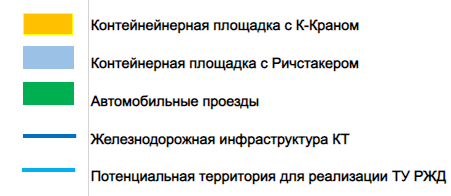 Контейнейнерная площадка с К-Краном
Контейнерная площадка с Ричстакером
Автомобильные проезды
Железнодорожная инфраструктура КТ
Потенциальная территория для реализации ТУ РЖД